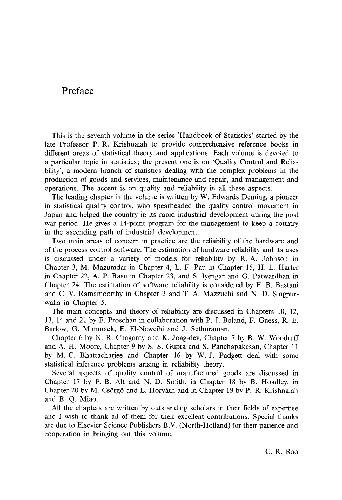 Preface
This is the seventh volume in the series 'Handbook of Statistics' started by the
late Professor P. R. Krishnaiah to provide comprehensive reference books in
different areas of statistical theory and applications. Each volume is devoted to
a particular topic in statistics; the present one is on 'Quality Control and Relia-
bility', a modern branch of statistics dealing with the complex problems in the
production of goods and services, maintenance and repair, and management and
operations. The accent is on quality and reliability in all these aspects.
The leading chapter in the volume is written by W. Edwards Deming, a pioneer
in statistical quality control, who spearheaded the quality control movement in
Japan and helped the country in its rapid industrial development during the post
war period. He gives a 14-point program for the management to keep a country
in the ascending path of industrial development.
Two main areas of concern in practice are the reliability of the hardware and
of the process control software. The estimation of hardware reliability and its uses
is discussed under a variety of models for reliability by R. A. Johnson in
Chapter 3, M. Mazumdar in Chapter 4, L. F. Pau in Chapter 15, H. L. Harter
in Chapter 22, A. P. Basu in Chapter 23, and S. Iyengar and G. Patwardhan in
Chapter 24. The estimation of software reliability is considered by F. B. Bastani
and C. V. Ramamoorthy in Chapter 2 and T. A. Mazzuchi and N. D. Singpur-
walla in Chapter 5.
The main concepts and theory of reliability are discussed in Chapters 10, 12,
13, 14 and 21 by F. Proschan in collaboration with P. J. Boland, F. Guess, R. E.
Barlow, G. Mimmack, E. El-Neweihi and J. Sethuraman.
Chapter 6 by N. R. Chaganty and K. Joag-dev, Chapter 7 by B. W. Woodruff
and A. H. Moore, Chapter 9 by S. S. Gupta and S. Panchapakesan, Chapter 11
by M. C. Bhattacharjee and Chapter 16 by W. J. Padgett deal with some
statistical inference problems arising in reliability theory.
Several aspects of quality control of manufactured goods are discussed in
Chapter 17 by F. B. Alt and N. D. Smith, in Chapter 18 by B. Hoadley, in
Chapter 20 by M. Csörgő and L. Horváth and in Chapter 19 by P. R. Krishnaiah
and B. Q. Miao.
All the chapters are written by outstanding scholars in their fields of expertise
and I wish to thank all of them for their excellent contributions. Special thanks
are due to Elsevier Science Publishers B.V. (North-Holland) for their patience and
cooperation in bringing out this volume.
C. R. Rao